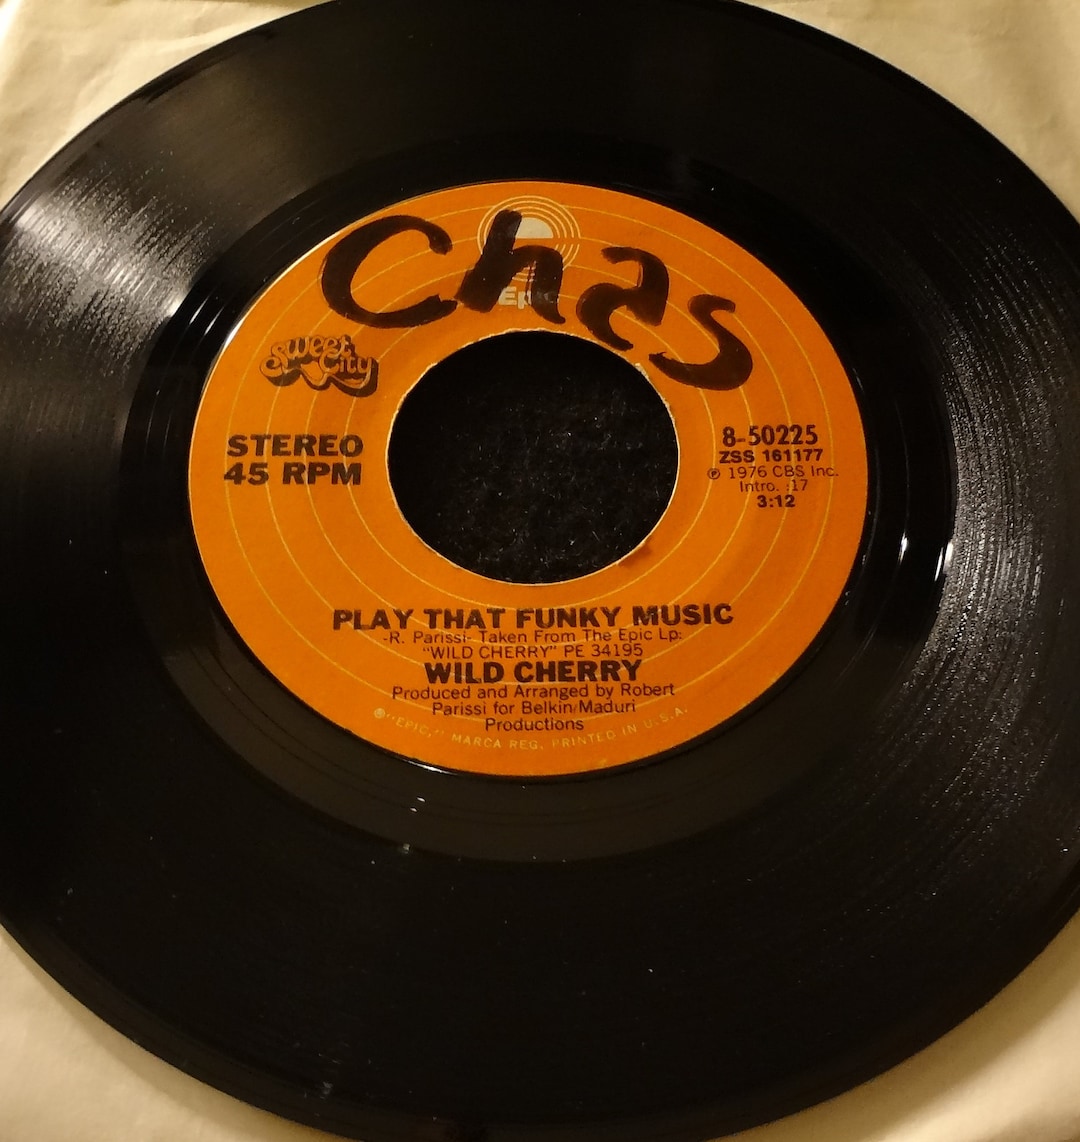 Chas
Epic
Sweet
City
STEREO
45 RPM
8-50225
ZSS 161177
℗ 1976 CBS Inc.
Intro. :17
3:12
PLAY THAT FUNKY MUSIC
-R. Parissi- Taken From The Epic Lp:
"WILD CHERRY" PE 34195
WILD CHERRY
Produced and Arranged by Robert
Parissi for Belkin/Maduri
Productions
® "EPIC," MARCA REG. PRINTED IN U.S.A.